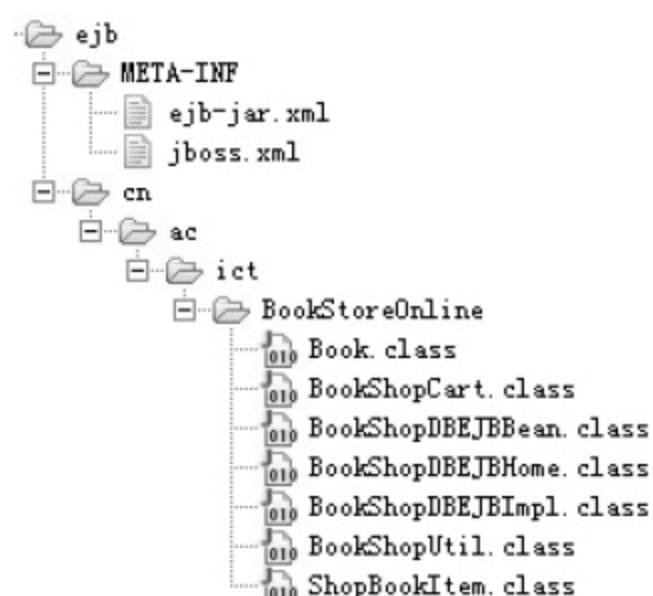 ejb
META-INF
ejb-jar.xml
jboss.xml
cn
ac
ict
BookStoreOnline
Book.class
BookShopCart.class
BookShopDBEJBBean.class
BookShopDBEJBHome.class
BookShopDBEJBImpl.class
BookShopUtil.class
ShopBookItem.class